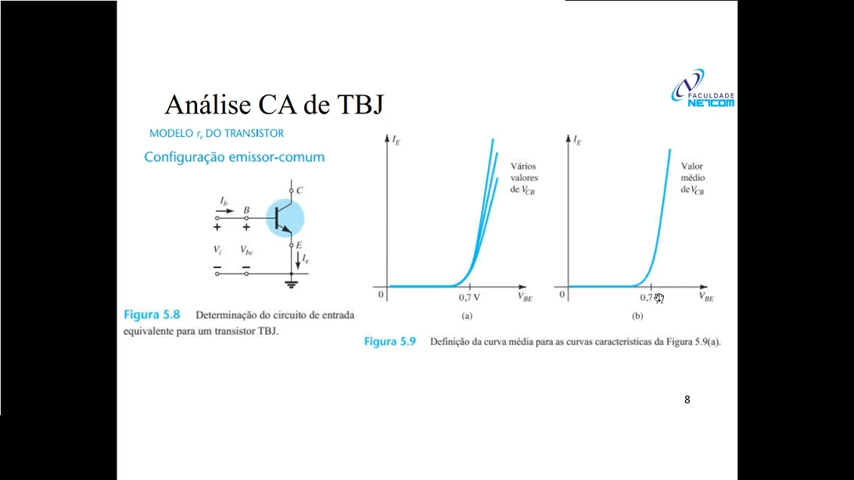 FACULDADE
NETCOM
Análise CA de TBJ
MODELO re DO TRANSISTOR
Configuração emissor-comum
C
Ib
B
+ +
Vi Vbe
E
Ie
− −
Figura 5.8 Determinação do circuito de entrada
equivalente para um transistor TBJ.
IE
Vários
valores
de VCB
0
0,7 V
VBE
(a)
IE
Valor
médio
de VCB
0
0,7
VBE
(b)
Figura 5.9 Definição da curva média para as curvas características da Figura 5.9(a).
8